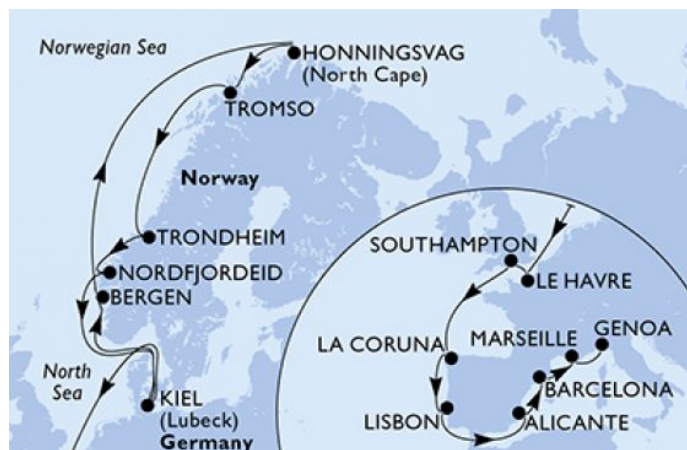 Norwegian Sea
HONNINGSVAG
(North Cape)
TROMSO
Norway
TRONDHEIM
NORDFJORDEID
BERGEN
North
Sea
KIEL
(Lubeck)
Germany
SOUTHAMPTON
LE HAVRE
LA CORUNA
MARSEILLE
GENOA
BARCELONA
LISBON
ALICANTE